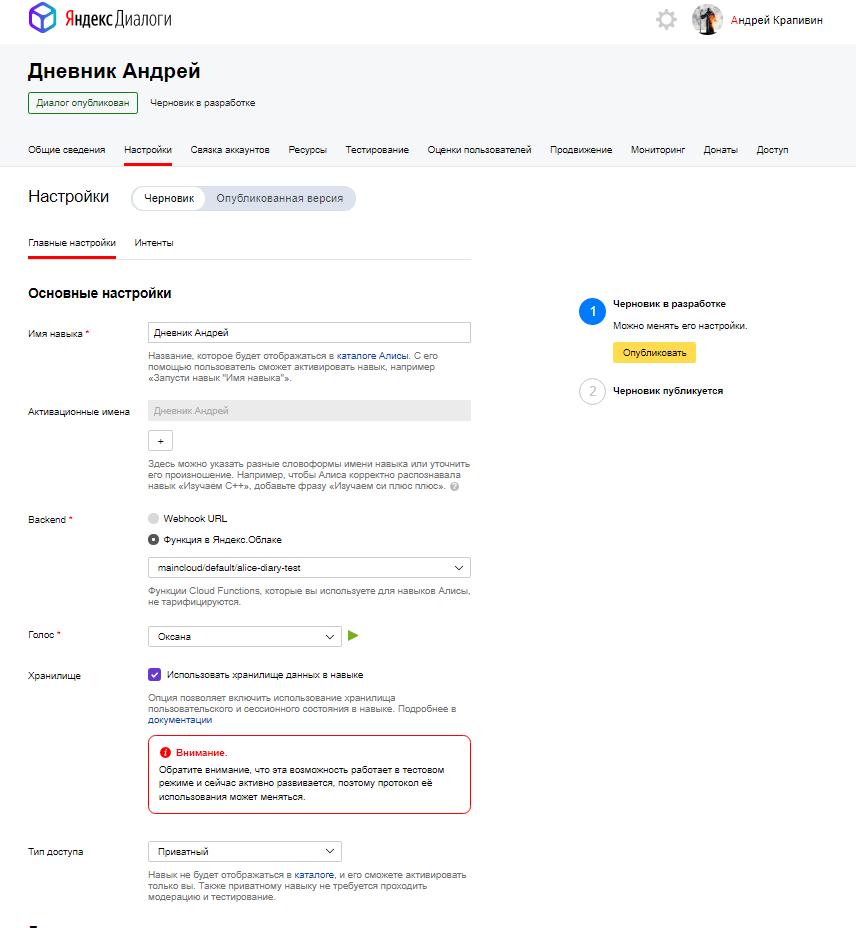 Яндекс Диалоги
Андрей Крапивин
Дневник Андрей
Диалог опубликован Черновик в разработке
Общие сведения Настройки Связка аккаунтов Ресурсы Тестирование Оценки пользователей Продвижение Мониторинг Донаты Доступ
Настройки Черновик Опубликованная версия
Главные настройки Интенты
Основные настройки
Имя навыка * Дневник Андрей
Название, которое будет отображаться в каталоге Алисы. С его
помощью пользователь сможет активировать навык, например
«Запусти навык "Имя навыка"».
Активационные имена Дневник Андрей
+
Здесь можно указать разные словоформы имени навыка или уточнить
его произношение. Например, чтобы Алиса корректно распознавала
навык «Изучаем C++», добавьте фразу «Изучаем си плюс плюс». ?
Backend * Webhook URL
Функция в Яндекс.Облаке
maincloud/default/alice-diary-test
Функции Cloud Functions, которые вы используете для навыков Алисы,
не тарифицируются.
Голос * Оксана
Хранилище Использовать хранилище данных в навыке
Опция позволяет включить использование хранилища
пользовательского и сессионного состояния в навыке. Подробнее в
документации
Внимание.
Обратите внимание, что эта возможность работает в тестовом
режиме и сейчас активно развивается, поэтому протокол её
использования может меняться.
Тип доступа Приватный
Навык не будет отображаться в каталоге, и его сможете активировать
только вы. Также приватному навыку не требуется проходить
модерацию и тестирование.
1 Черновик в разработке
Можно менять его настройки.
Опубликовать
2 Черновик публикуется